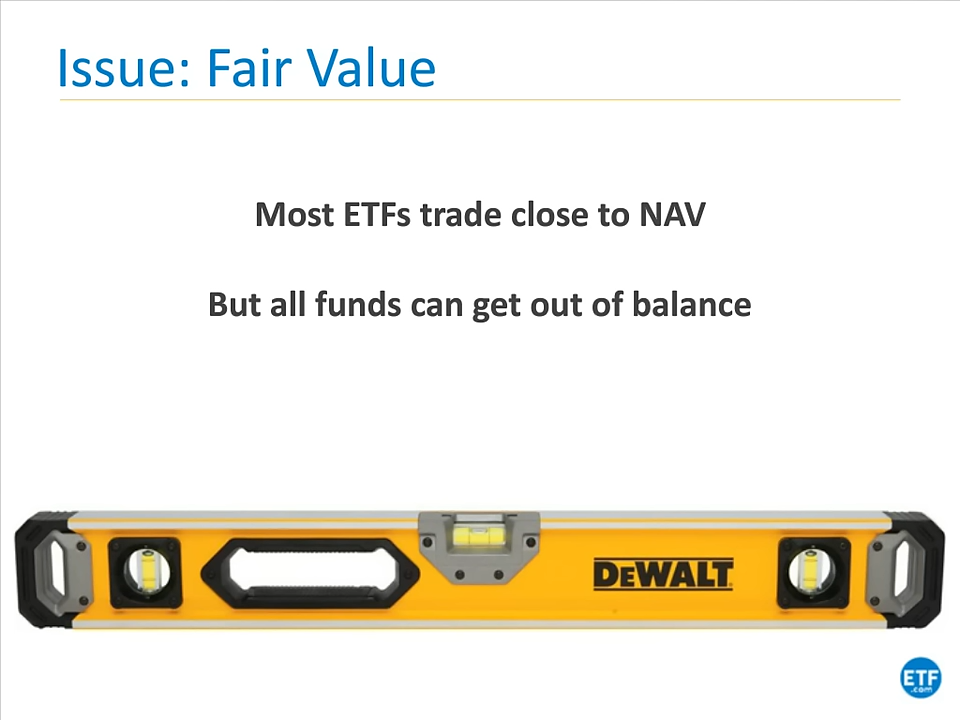 Issue: Fair Value
Most ETFs trade close to NAV
But all funds can get out of balance
DEWALT
ETF
.com